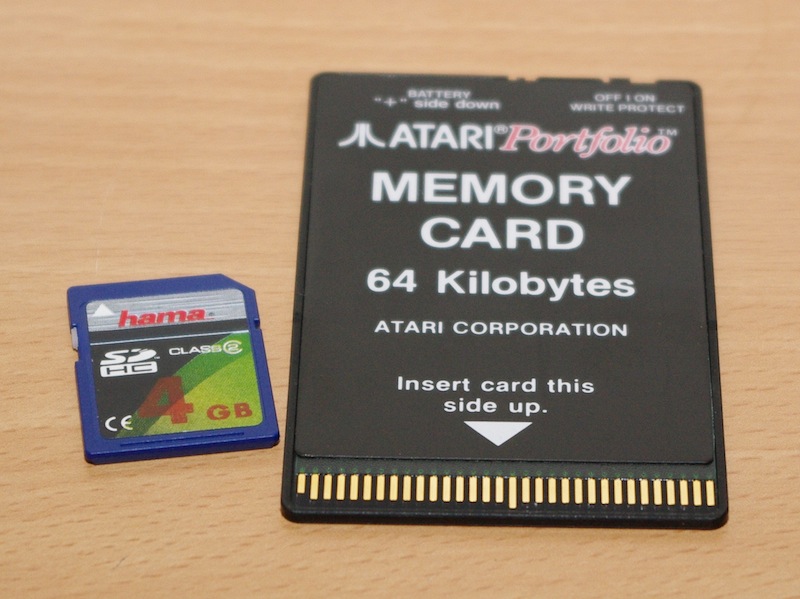 BATTERY
"+" side down
OFF I ON
WRITE PROTECT
ATARI® Portfolio™
MEMORY
CARD
64 Kilobytes
ATARI CORPORATION
Insert card this
side up.
hama®
SD™
HC
CLASS 2
4 GB
CE